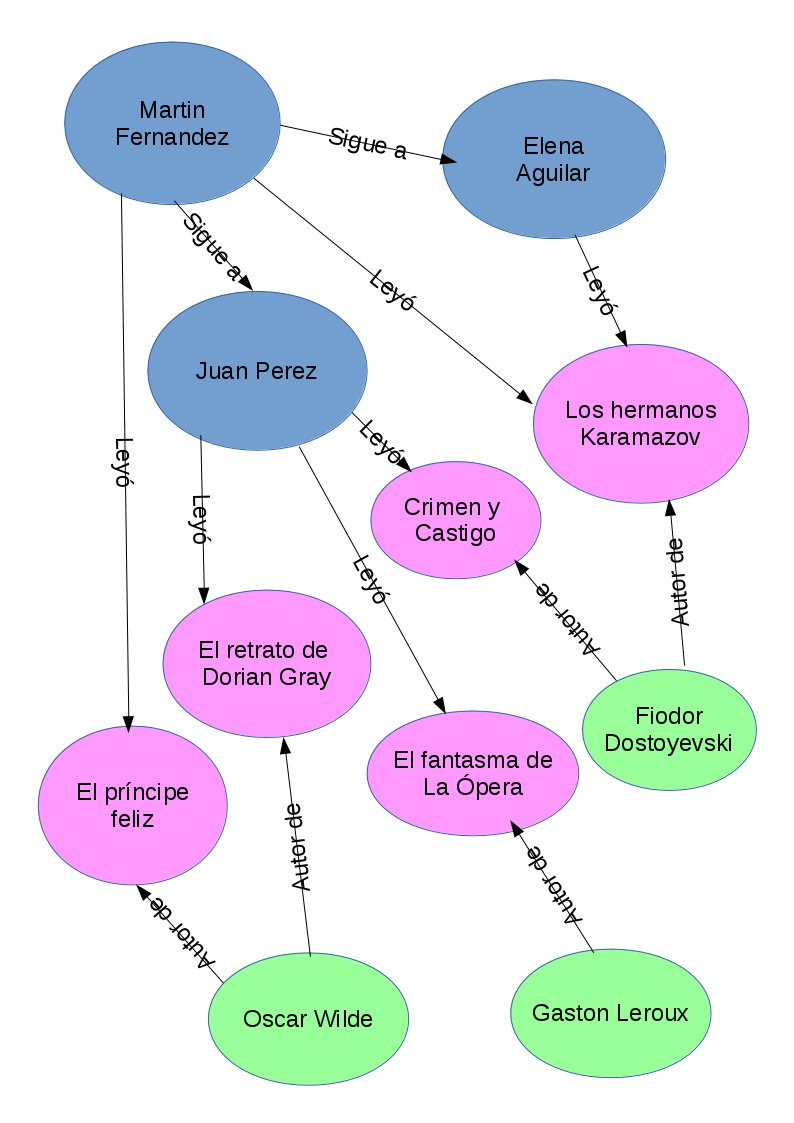 Martin
Fernandez
Sigue a
Elena
Aguilar
Sigue a
Leyó
Leyó
Juan Perez
Los hermanos
Karamazov
Leyó
Leyó
Crimen y
Castigo
Leyó
Leyó
Autor de
Autor de
El retrato de
Dorian Gray
Fiodor
Dostoyevski
El fantasma de
La Ópera
El príncipe
feliz
Autor de
Autor de
Autor de
Oscar Wilde
Gaston Leroux